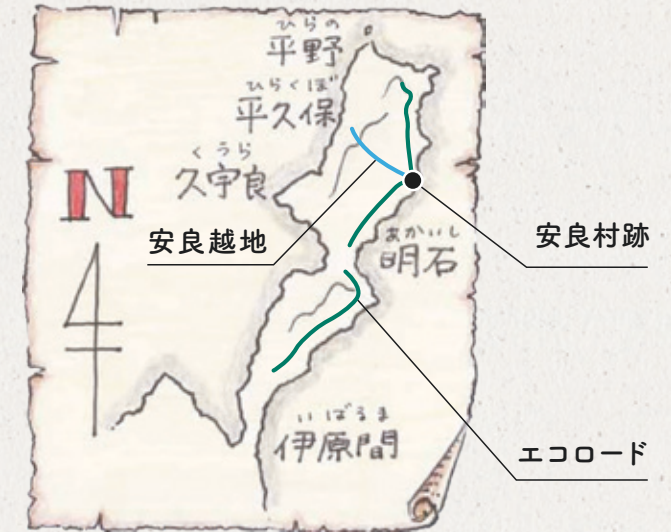 ひらの
平野
ひらくぼ
平久保
くうら
久宇良
N
安良越地
安良村跡
あかいし
明石
いばるま
伊原間
エコロード